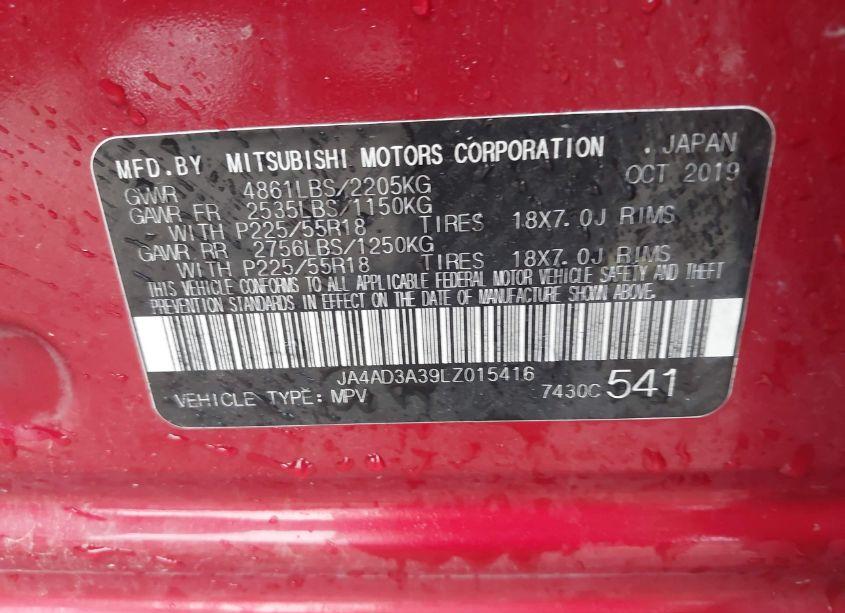 MFD.BY MITSUBISHI MOTORS CORPORATION . JAPAN
GVWR 4861LBS/2205KG OCT 2019
GAWR FR 2535LBS/1150KG
WITH P225/55R18 TIRES 18X7.0J RIMS
GAWR RR 2756LBS/1250KG
WITH P225/55R18 TIRES 18X7.0J RIMS
THIS VEHICLE CONFORMS TO ALL APPLICABLE FEDERAL MOTOR VEHICLE SAFETY AND THEFT
PREVENTION STANDARDS IN EFFECT ON THE DATE OF MANUFACTURE SHOWN ABOVE.
JA4AD3A39LZ015416
VEHICLE TYPE: MPV 7430C 541